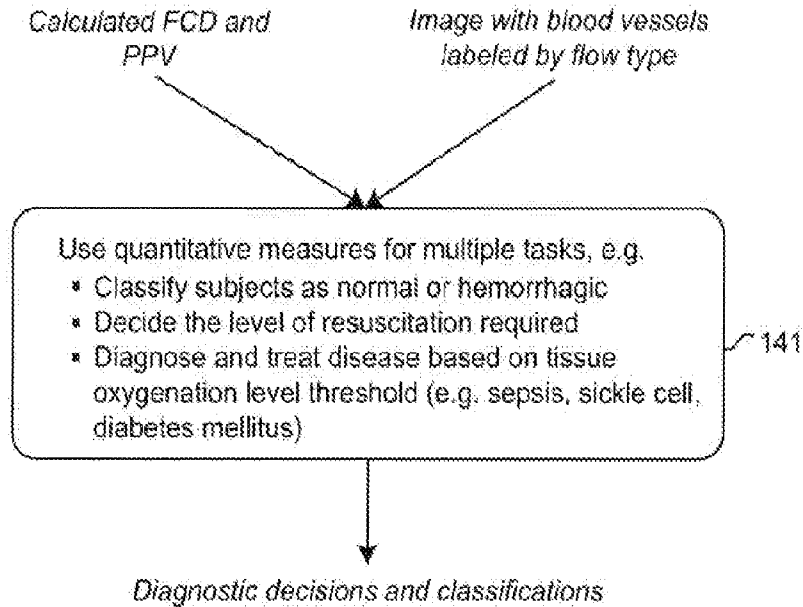 Calculated FCD and
PPV
Image with blood vessels
labeled by flow type
Use quantitative measures for multiple tasks, e.g.
▪ Classify subjects as normal or hemorrhagic
▪ Decide the level of resuscitation required
▪ Diagnose and treat disease based on tissue
oxygenation level threshold (e.g. sepsis, sickle cell,
diabetes mellitus)
141
Diagnostic decisions and classifications